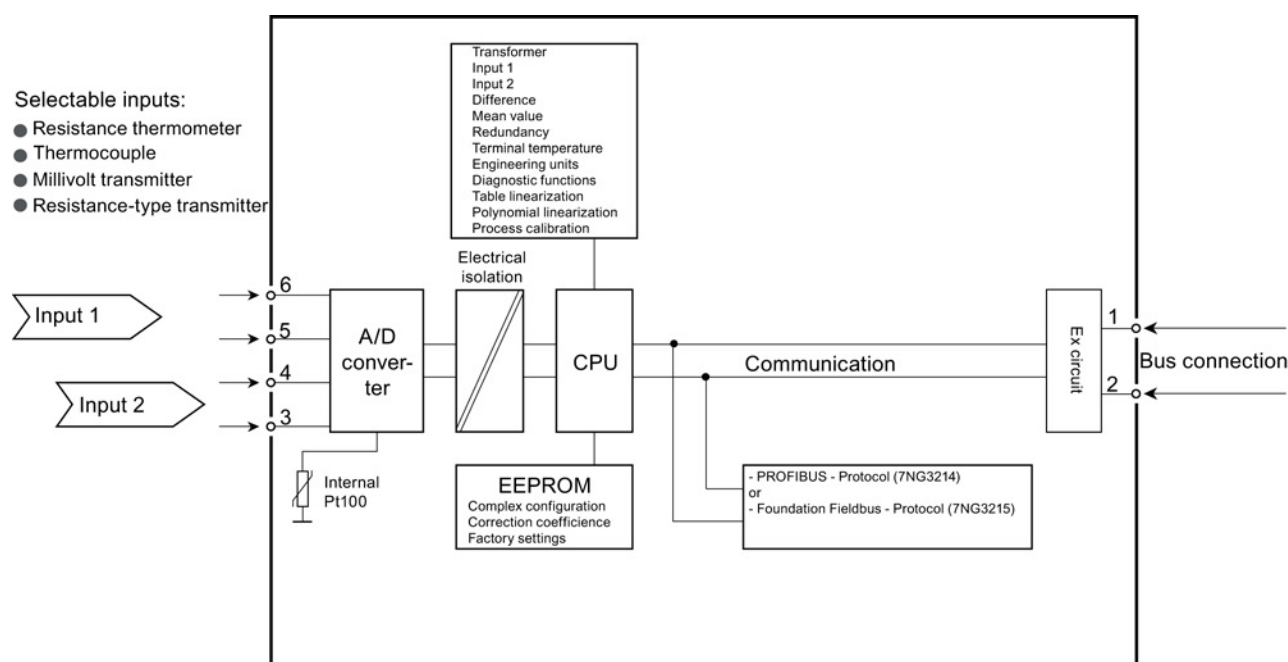 Transformer
Input 1
Input 2
Difference
Mean value
Redundancy
Terminal temperature
Engineering units
Diagnostic functions
Table linearization
Polynomial linearization
Process calibration
Selectable inputs:
Resistance thermometer
Thermocouple
Millivolt transmitter
Resistance-type transmitter
Electrical
isolation
Input 1
Input 2
6
5
4
3
A/D
conver-
ter
CPU
Communication
Ex circuit
1
2
Bus connection
Internal
Pt100
EEPROM
Complex configuration
Correction coefficience
Factory settings
- PROFIBUS - Protocol (7NG3214)
or
- Foundation Fieldbus - Protocol (7NG3215)